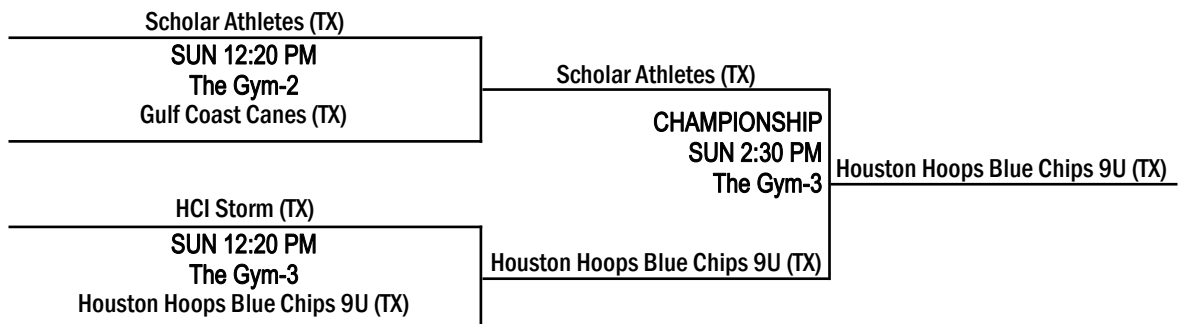 Scholar Athletes (TX)
SUN 12:20 PM
The Gym-2
Gulf Coast Canes (TX)
Scholar Athletes (TX)
CHAMPIONSHIP
SUN 2:30 PM
The Gym-3
Houston Hoops Blue Chips 9U (TX)
HCI Storm (TX)
SUN 12:20 PM
The Gym-3
Houston Hoops Blue Chips 9U (TX)
Houston Hoops Blue Chips 9U (TX)